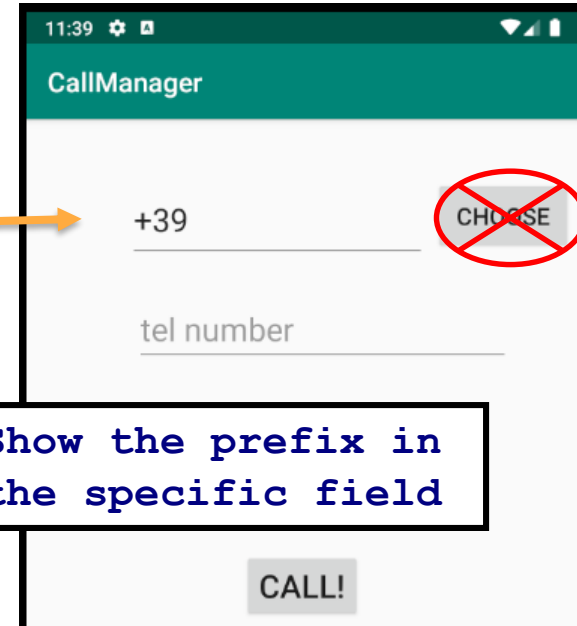 11:39
CallManager
+39
CHOOSE
tel number
Show the prefix in
the specific field
CALL!